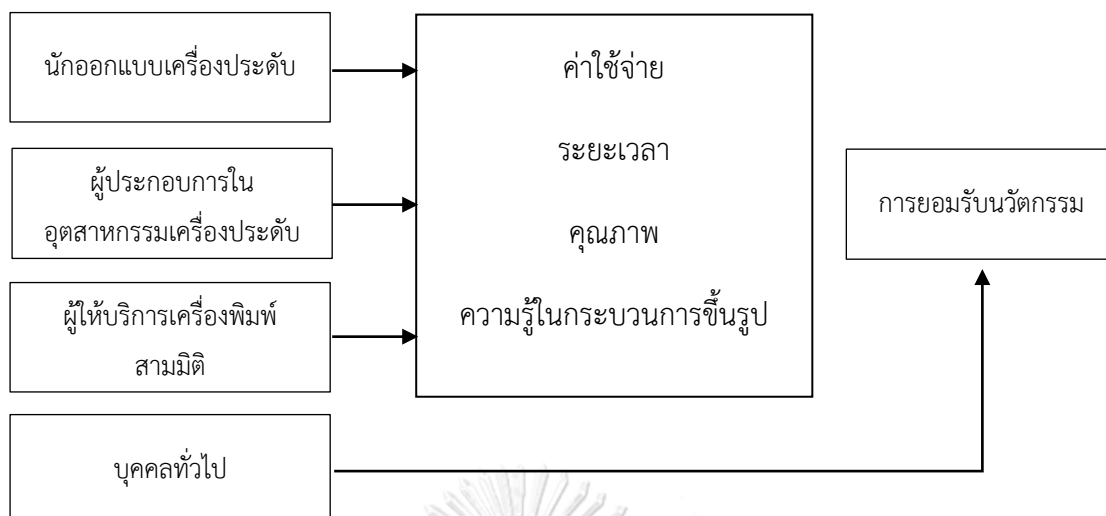 นักออกแบบเครื่องประดับ
ผู้ประกอบการใน
อุตสาหกรรมเครื่องประดับ
ผู้ให้บริการเครื่องพิมพ์
สามมิติ
บุคคลทั่วไป
ค่าใช้จ่าย
ระยะเวลา
คุณภาพ
ความรู้ในกระบวนการขึ้นรูป
การยอมรับนวัตกรรม